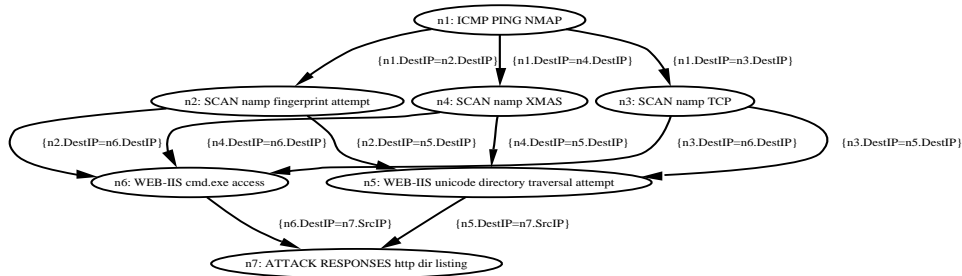 n1: ICMP PING NMAP
{n1.DestIP=n2.DestIP}
{n1.DestIP=n4.DestIP}
{n1.DestIP=n3.DestIP}
n2: SCAN namp fingerprint attempt
n4: SCAN namp XMAS
n3: SCAN namp TCP
{n2.DestIP=n6.DestIP}
{n4.DestIP=n6.DestIP}
{n2.DestIP=n5.DestIP}
{n4.DestIP=n5.DestIP}
{n3.DestIP=n6.DestIP}
{n3.DestIP=n5.DestIP}
n6: WEB-IIS cmd.exe access
n5: WEB-IIS unicode directory traversal attempt
{n6.DestIP=n7.SrcIP}
{n5.DestIP=n7.SrcIP}
n7: ATTACK RESPONSES http dir listing